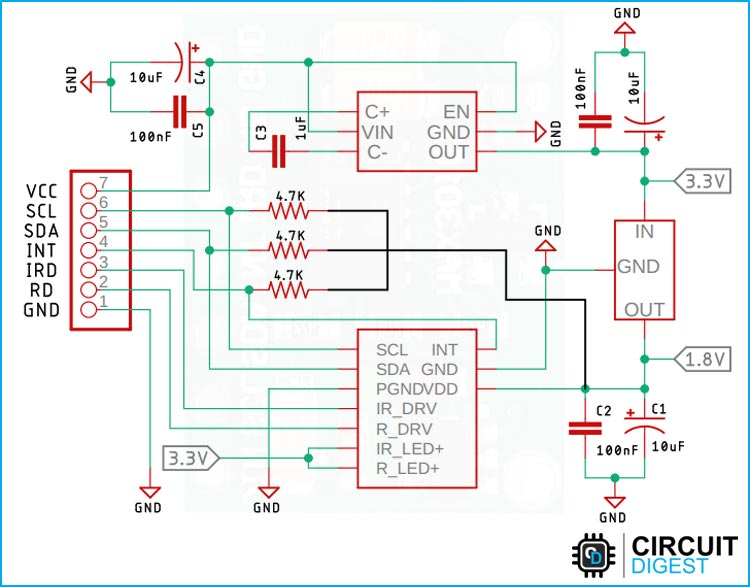 GND
GND
10uF
+
C4
100nF
C5
C3
1uF
C+
VIN
C-
EN
GND
OUT
GND
100nF
10uF
+
3.3V
VCC
SCL
SDA
INT
IRD
RD
GND
7
6
5
4
3
2
1
4.7K
4.7K
4.7K
GND
IN
GND
OUT
1.8V
SCL
SDA
PGND
IR_DRV
R_DRV
IR_LED+
R_LED+
INT
GND
VDD
3.3V
C2
100nF
+
C1
10uF
GND
GND
GND
CD
CIRCUIT
DIGEST